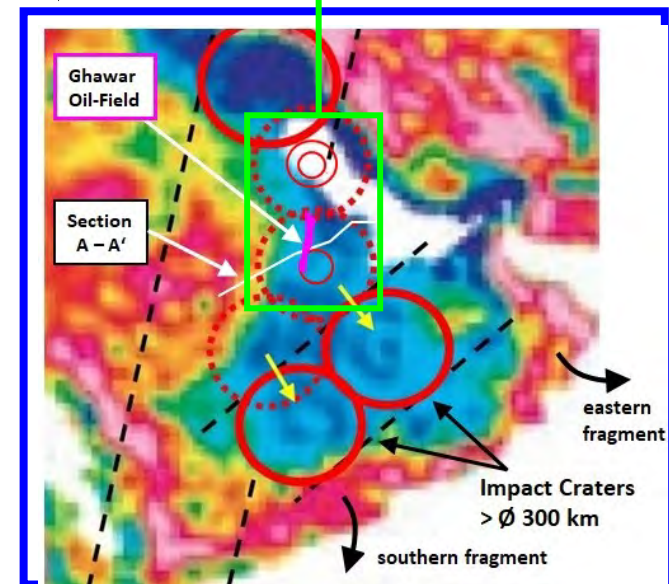 Ghawar
Oil-Field
Section
A – A‘
eastern
fragment
Impact Craters
> Ø 300 km
southern fragment